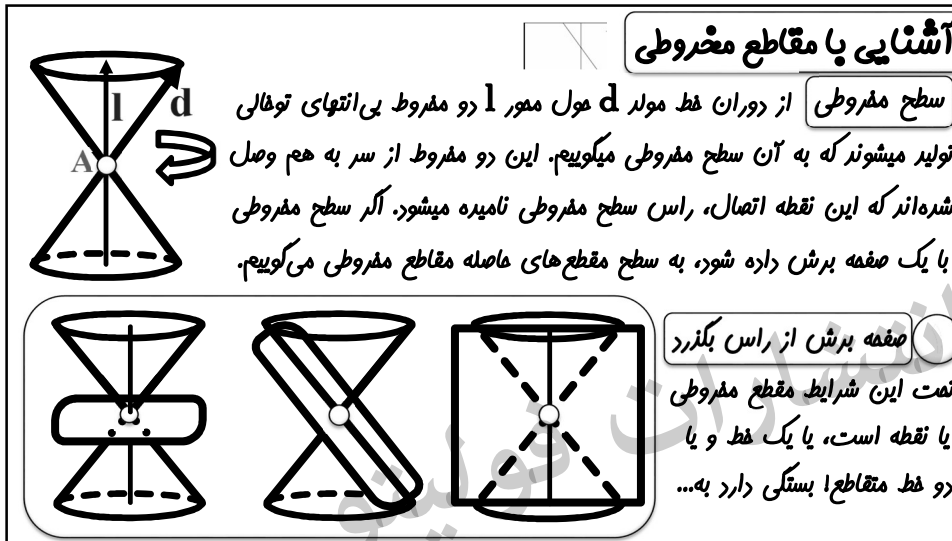 آشنایی با مقاطع مخروطی
سطح مخروطی از دوران خط مولد d حول محور l دو مخروط بی‌انتهای توخالی
تولید میشوند که به آن سطح مخروطی میگوییم. این دو مخروط از سر به هم وصل
شده‌اند که این نقطه اتصال، راس سطح مخروطی نامیده میشود. اگر سطح مخروطی
با یک صفحه برش داده شود، به سطح مقطع‌های حاصله مقاطع مخروطی می‌گوییم.
l
d
A
صفحه برش از راس بگذرد
تحت این شرایط مقطع مخروطی
یا نقطه است، یا یک خط و یا
دو خط متقاطع! بستگی دارد به...
انتشارات فولیتو